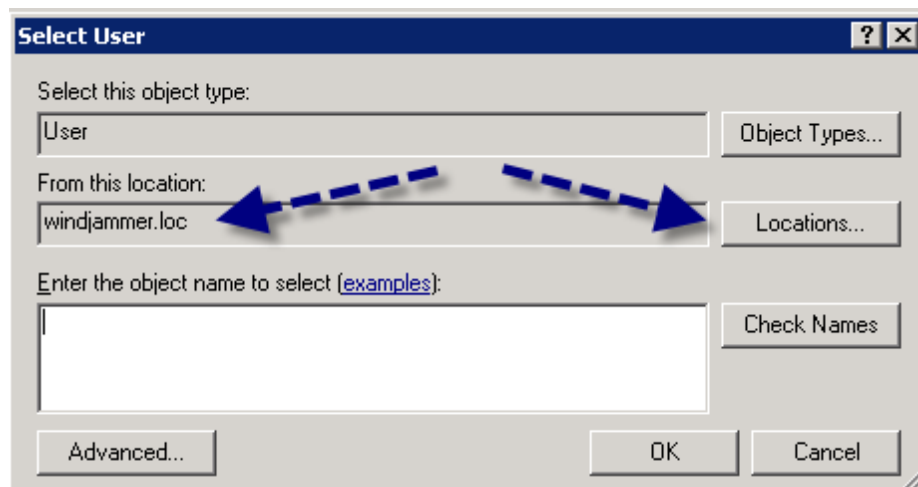 Select User
Select this object type:
User
Object Types...
From this location:
windjammer.loc
Locations...
Enter the object name to select (examples):
Check Names
Advanced...
OK
Cancel